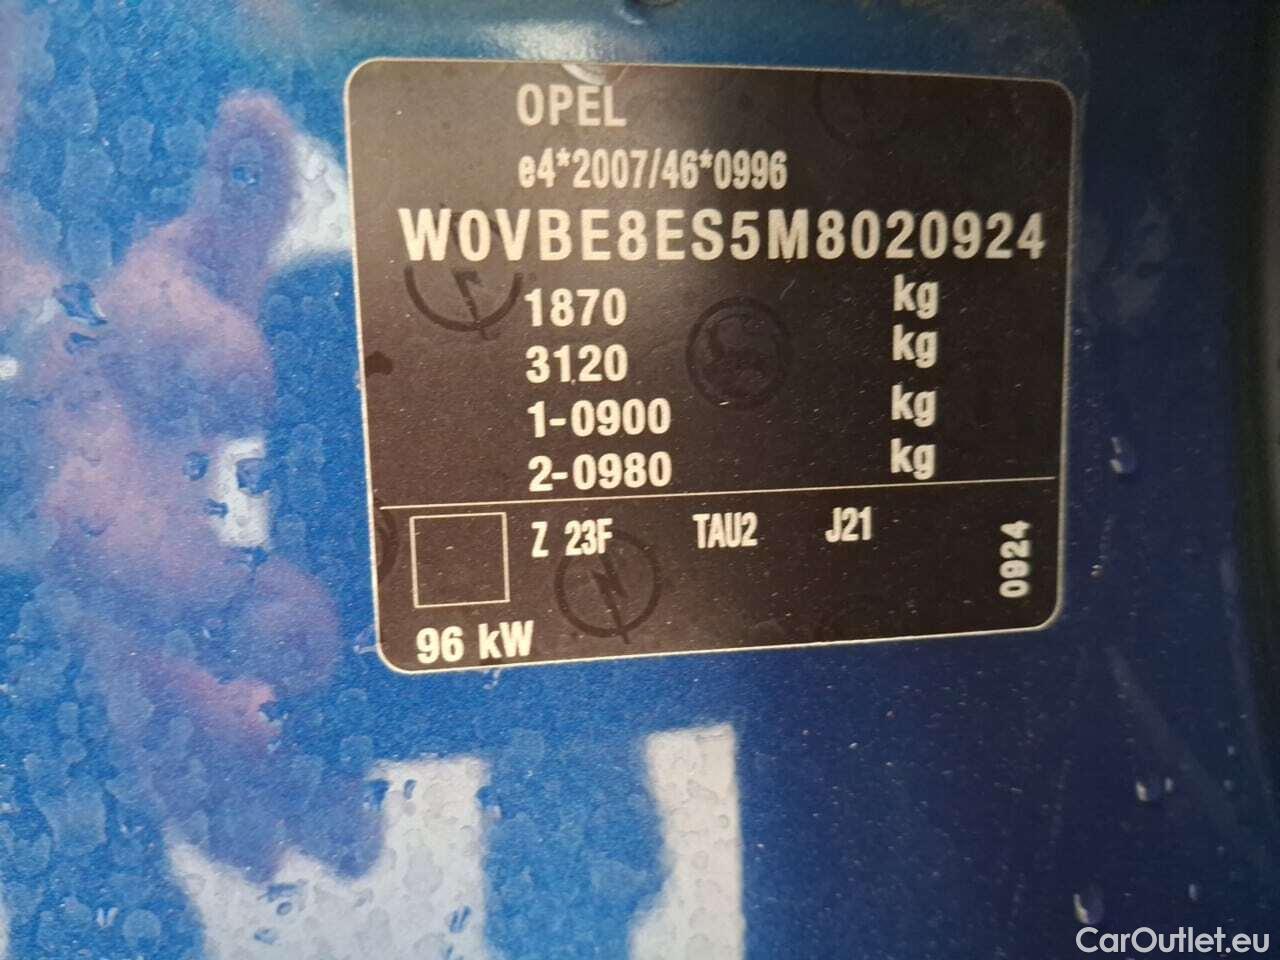 OPEL
e4*2007/46*0996
W0VBE8ES5M8020924
1870 kg
3120 kg
1-0900 kg
2-0980 kg
Z 23F TAU2 J21
0924
96 kW
CarOutlet.eu